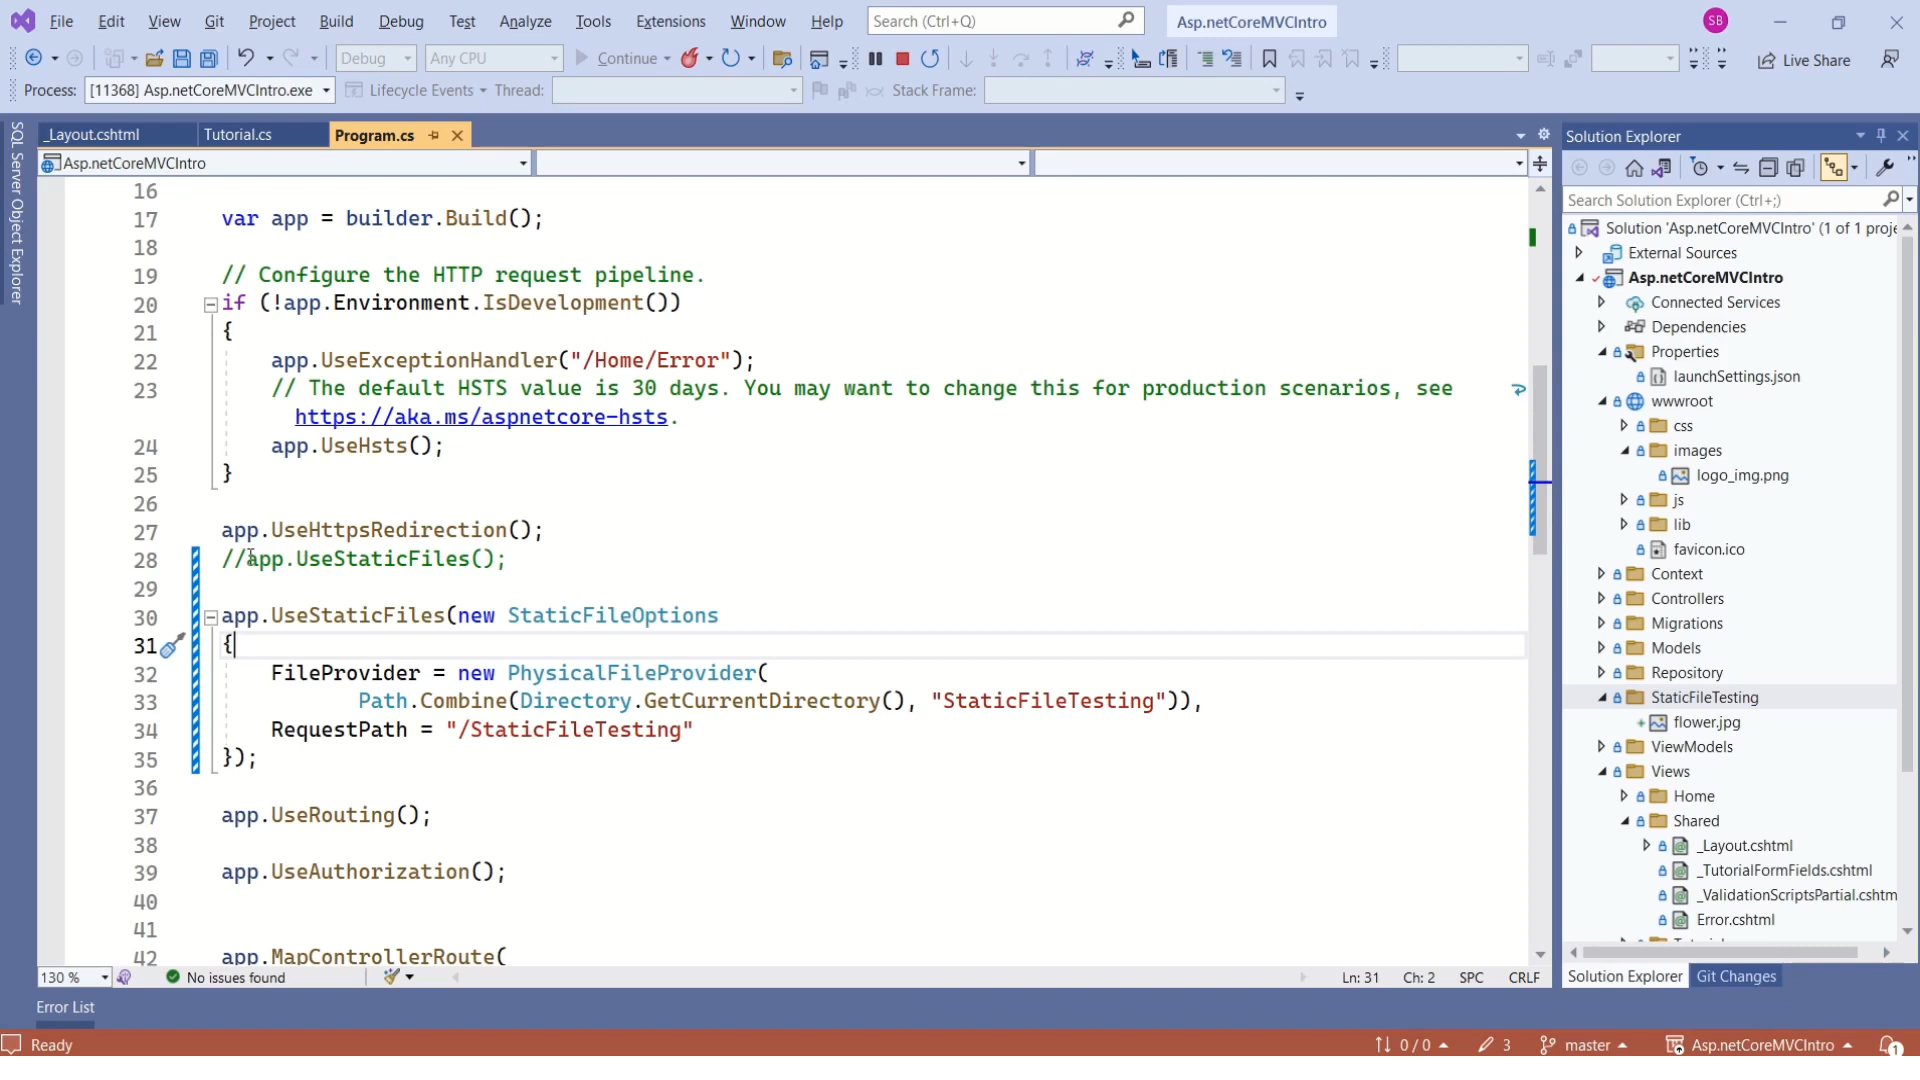 File Edit View Git Project Build Debug Test Analyze Tools Extensions Window Help Search (Ctrl+Q) Asp.netCoreMVCIntro SB
Debug Any CPU Continue Live Share
Process: [11368] Asp.netCoreMVCIntro.exe Lifecycle Events Thread: Stack Frame:
SQL Server Object Explorer
_Layout.cshtml Tutorial.cs Program.cs
Asp.netCoreMVCIntro
16
17 var app = builder.Build();
18
19 // Configure the HTTP request pipeline.
20 if (!app.Environment.IsDevelopment())
21 {
22 app.UseExceptionHandler("/Home/Error");
23 // The default HSTS value is 30 days. You may want to change this for production scenarios, see
https://aka.ms/aspnetcore-hsts.
24 app.UseHsts();
25 }
26
27 app.UseHttpsRedirection();
28 //app.UseStaticFiles();
29
30 app.UseStaticFiles(new StaticFileOptions
31 {
32 FileProvider = new PhysicalFileProvider(
33 Path.Combine(Directory.GetCurrentDirectory(), "StaticFileTesting")),
34 RequestPath = "/StaticFileTesting"
35 });
36
37 app.UseRouting();
38
39 app.UseAuthorization();
40
41
42 app.MapControllerRoute(
130 % No issues found Ln: 31 Ch: 2 SPC CRLF
Error List
Solution Explorer
Search Solution Explorer (Ctrl+;)
Solution 'Asp.netCoreMVCIntro' (1 of 1 proje
External Sources
Asp.netCoreMVCIntro
Connected Services
Dependencies
Properties
launchSettings.json
wwwroot
css
images
logo_img.png
js
lib
favicon.ico
Context
Controllers
Migrations
Models
Repository
StaticFileTesting
flower.jpg
ViewModels
Views
Home
Shared
_Layout.cshtml
_TutorialFormFields.cshtml
_ValidationScriptsPartial.cshtm
Error.cshtml
Solution Explorer Git Changes
Ready 0 / 0 3 master Asp.netCoreMVCIntro 1